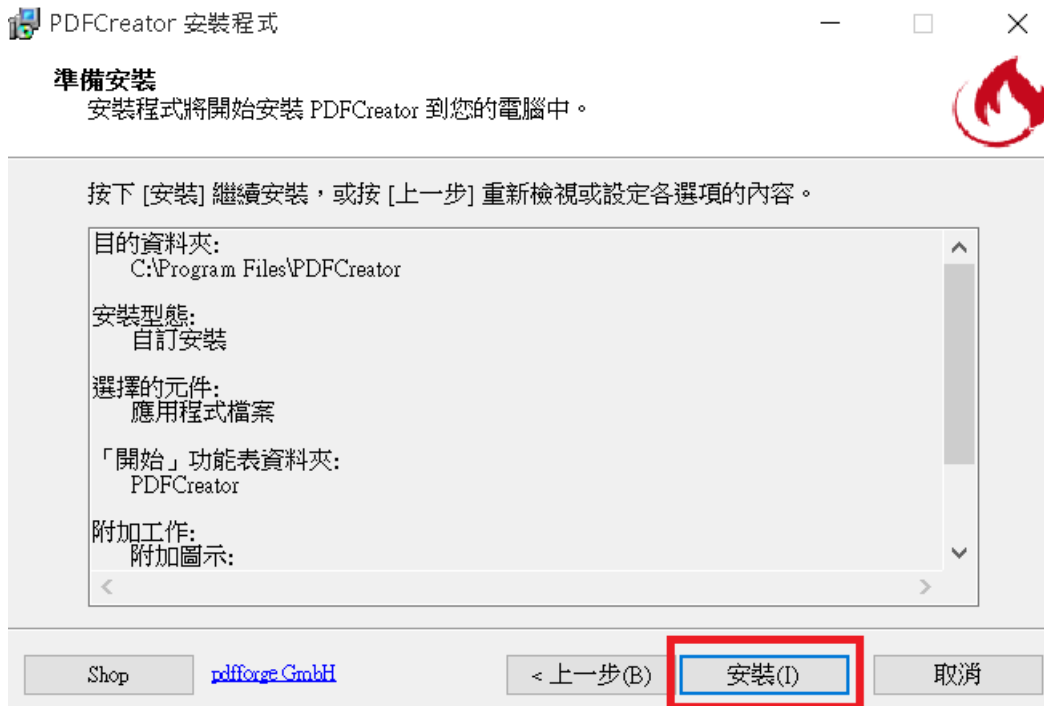 PDFCreator 安裝程式
準備安裝
安裝程式將開始安裝 PDFCreator 到您的電腦中。
按下 [安裝] 繼續安裝，或按 [上一步] 重新檢視或設定各選項的內容。
目的資料夾:
C:\Program Files\PDFCreator
安裝型態:
自訂安裝
選擇的元件:
應用程式檔案
「開始」功能表資料夾:
PDFCreator
附加工作:
附加圖示:
Shop
pdfforge GmbH
< 上一步(B)
安裝(I)
取消